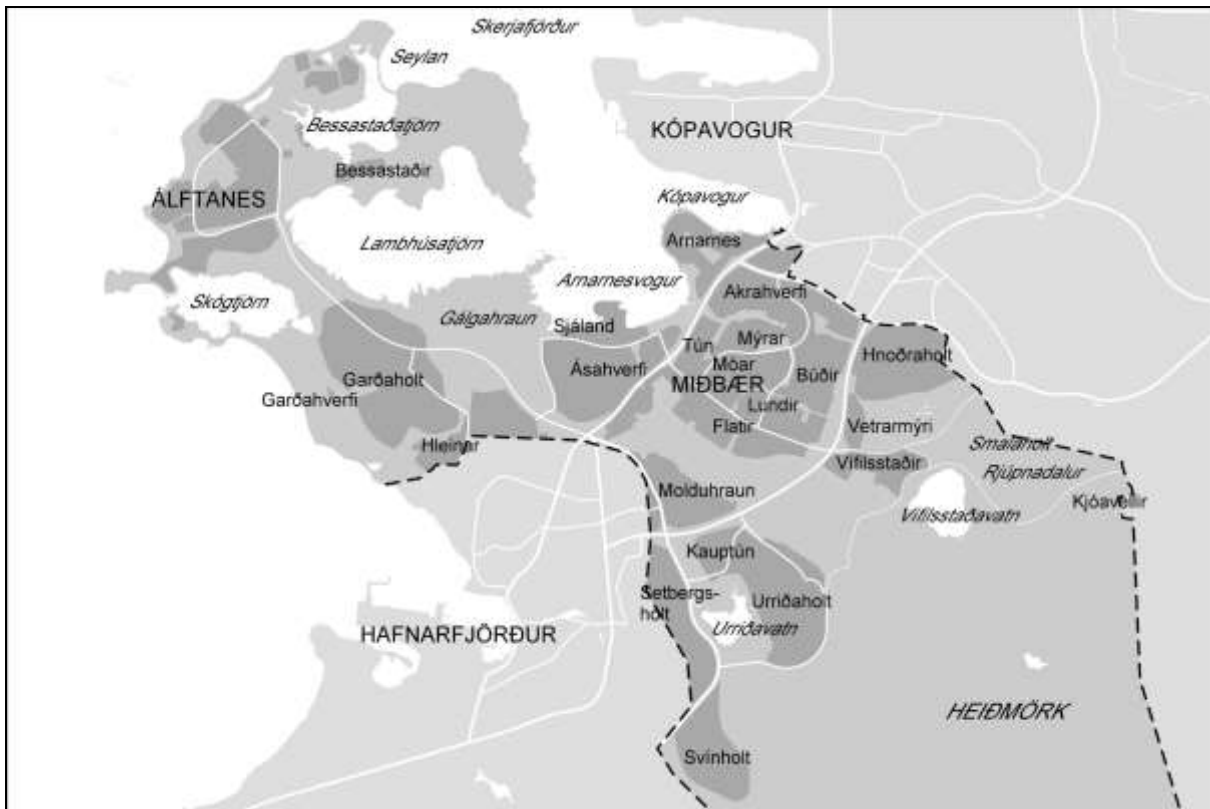 Skerjafjörður
Seylan
Bessastaðatjörn
KÓPAVOGUR
Bessastaðir
ÁLFTANES
Kópavogur
Arnarnes
Lambhúsatjörn
Arnarnesvogur
Akrahverfi
Skógtjörn
Gálgahraun
Sjáland
Tún
Mýrar
Hnoðraholt
Móar
Ásahverfi
Búðir
Garðaholt
MIÐBÆR
Garðahverfi
Lundir
Flatir
Vetrarmýri
Hleinar
Smalaholt
Vífilsstaðir
Rjúpnadalur
Molduhraun
Kjóavellir
Vífilsstaðavatn
Kauptún
Setbergs-
holt
Urriðaholt
Urriðavatn
HAFNARFJÖRÐUR
HEIÐMÖRK
Svínholt